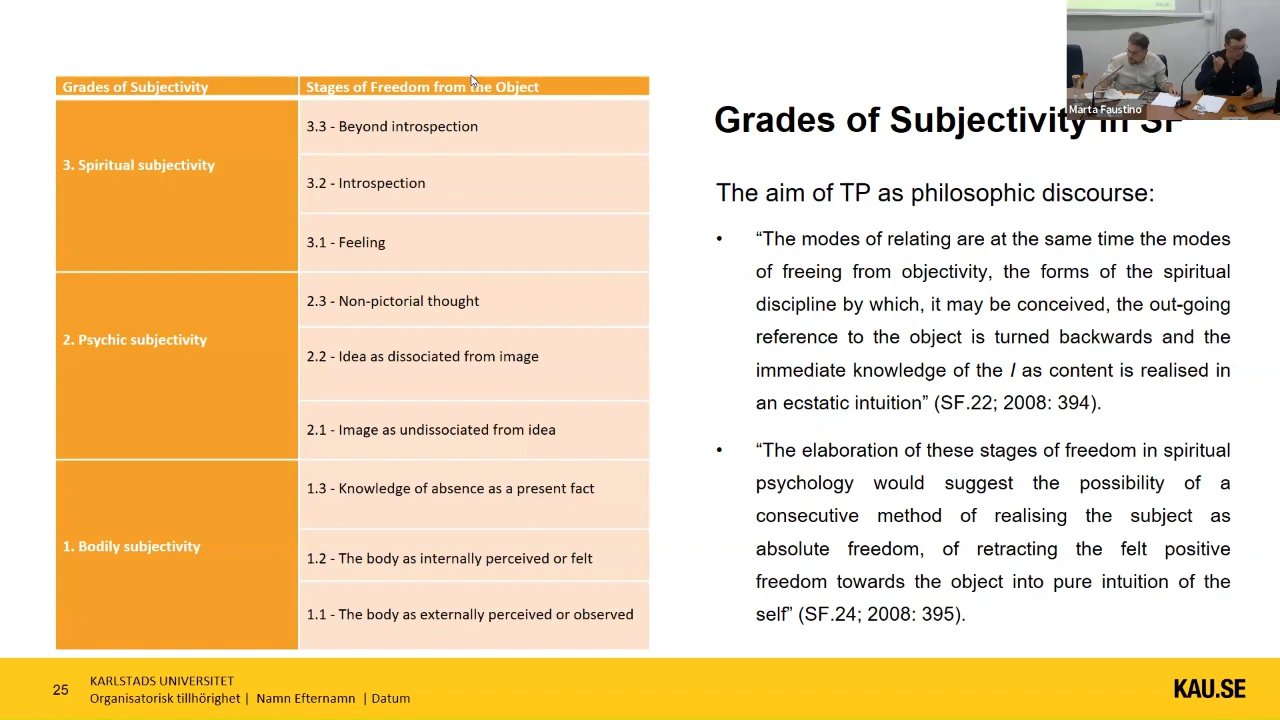 Grades of Subjectivity
Stages of Freedom from the Object
3. Spiritual subjectivity
3.3 - Beyond introspection
3.2 - Introspection
3.1 - Feeling
2. Psychic subjectivity
2.3 - Non-pictorial thought
2.2 - Idea as dissociated from image
2.1 - Image as undissociated from idea
1. Bodily subjectivity
1.3 - Knowledge of absence as a present fact
1.2 - The body as internally perceived or felt
1.1 - The body as externally perceived or observed
Marta Faustino
Grades of Subjectivity in SF
The aim of TP as philosophic discourse:
• “The modes of relating are at the same time the modes
of freeing from objectivity, the forms of the spiritual
discipline by which, it may be conceived, the out-going
reference to the object is turned backwards and the
immediate knowledge of the I as content is realised in
an ecstatic intuition” (SF.22; 2008: 394).
• “The elaboration of these stages of freedom in spiritual
psychology would suggest the possibility of a
consecutive method of realising the subject as
absolute freedom, of retracting the felt positive
freedom towards the object into pure intuition of the
self” (SF.24; 2008: 395).
25
KARLSTADS UNIVERSITET
Organisatorisk tillhörighet | Namn Efternamn | Datum
KAU.SE